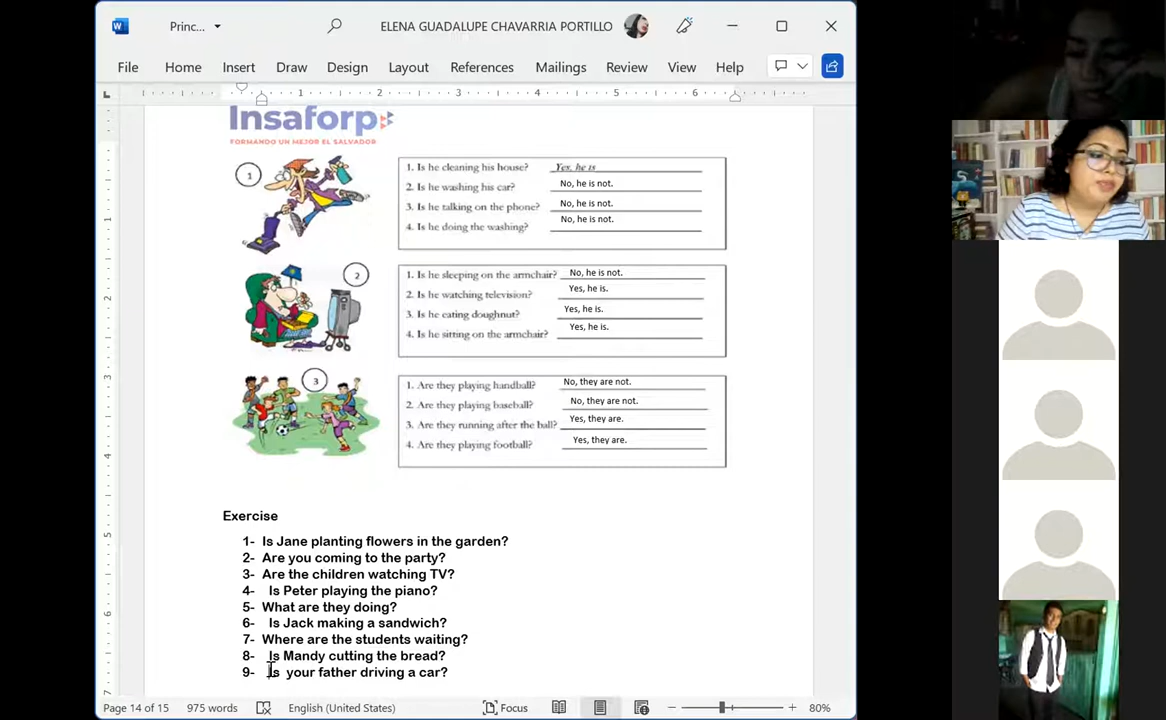 Princ...
ELENA GUADALUPE CHAVARRIA PORTILLO
File Home Insert Draw Design Layout References Mailings Review View Help
1 2 3 4 5 6
Insaforp
FORMANDO UN MEJOR EL SALVADOR
1
1. Is he cleaning his house? Yes, he is
2. Is he washing his car? No, he is not.
3. Is he talking on the phone? No, he is not.
4. Is he doing the washing? No, he is not.
2
1. Is he sleeping on the armchair? No, he is not.
2. Is he watching television? Yes, he is.
3. Is he eating doughnut? Yes, he is.
4. Is he sitting on the armchair? Yes, he is.
3
1. Are they playing handball? No, they are not.
2. Are they playing baseball? No, they are not.
3. Are they running after the ball? Yes, they are.
4. Are they playing football? Yes, they are.
Exercise
1- Is Jane planting flowers in the garden?
2- Are you coming to the party?
3- Are the children watching TV?
4- Is Peter playing the piano?
5- What are they doing?
6- Is Jack making a sandwich?
7- Where are the students waiting?
8- Is Mandy cutting the bread?
9- Is your father driving a car?
Page 14 of 15 975 words English (United States) Focus 80%